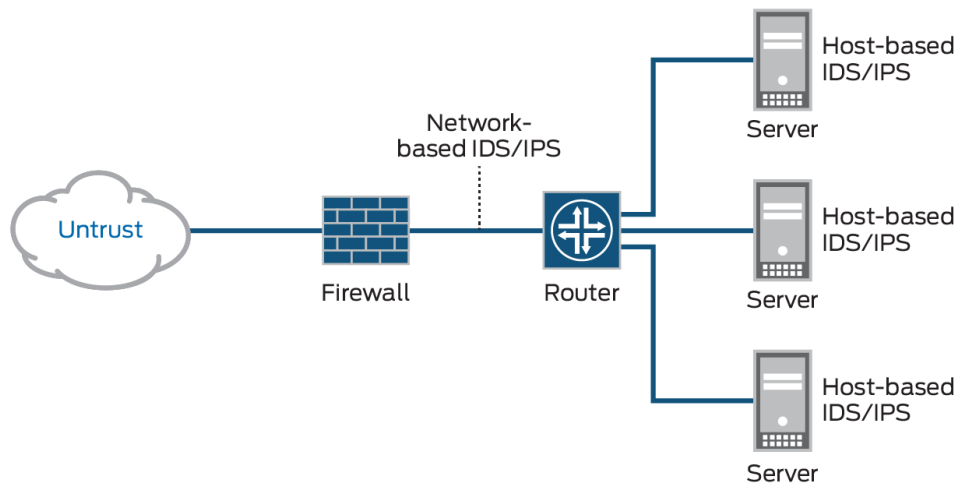 Untrust
Firewall
Network-
based IDS/IPS
Router
Host-based
IDS/IPS
Server
Host-based
IDS/IPS
Server
Host-based
IDS/IPS
Server